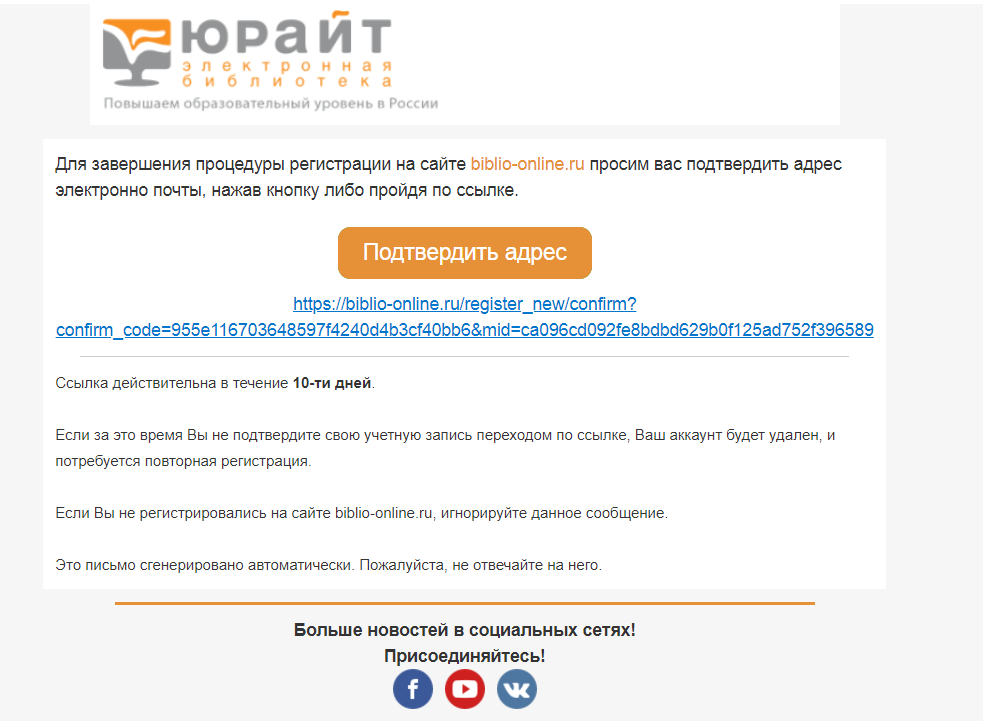 юрайт
электронная
библиотека
Повышаем образовательный уровень в России
Для завершения процедуры регистрации на сайте biblio-online.ru просим вас подтвердить адрес
электронно почты, нажав кнопку либо пройдя по ссылке.
Подтвердить адрес
https://biblio-online.ru/register_new/confirm?
confirm_code=955e116703648597f4240d4b3cf40bb6&mid=ca096cd092fe8bdbd629b0f125ad752f396589
Ссылка действительна в течение 10-ти дней.
Если за это время Вы не подтвердите свою учетную запись переходом по ссылке, Ваш аккаунт будет удален, и
потребуется повторная регистрация.
Если Вы не регистрировались на сайте biblio-online.ru, игнорируйте данное сообщение.
Это письмо сгенерировано автоматически. Пожалуйста, не отвечайте на него.
Больше новостей в социальных сетях!
Присоединяйтесь!